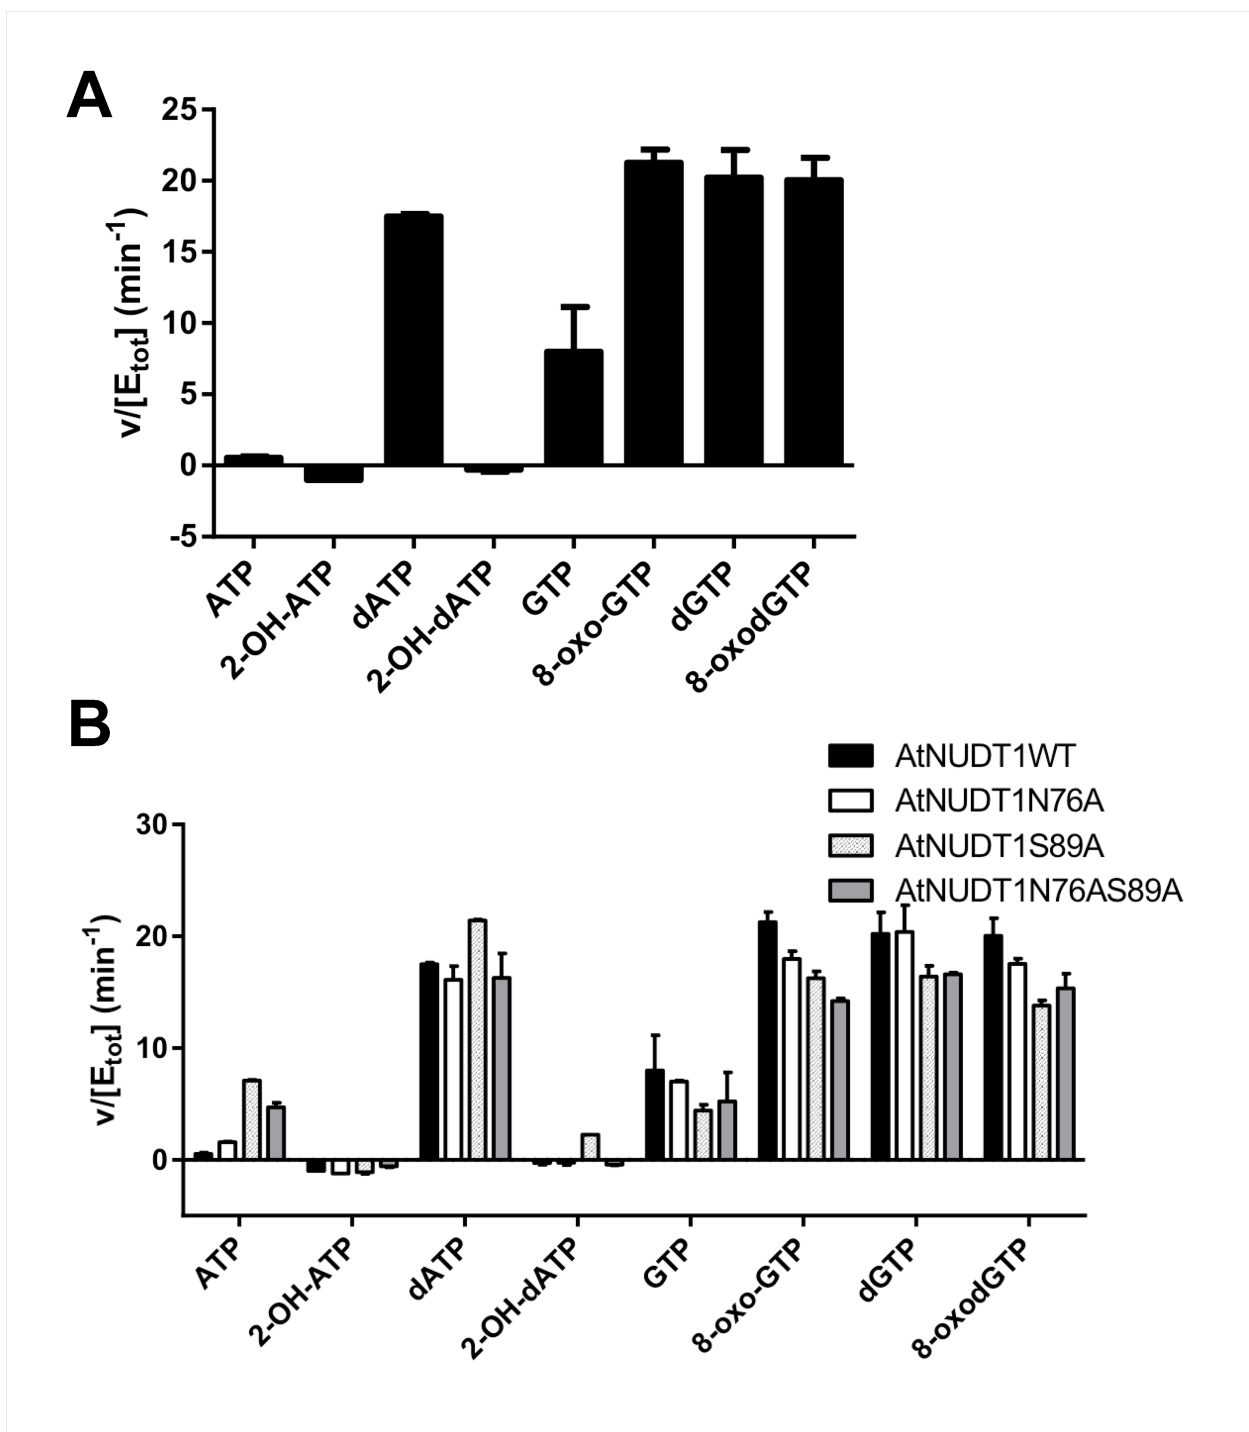 A
25
20
15
10
5
0
-5
v/[Etot] (min-1)
ATP
2-OH-ATP
dATP
2-OH-dATP
GTP
8-oxo-GTP
dGTP
8-oxodGTP
B
AtNUDT1WT
AtNUDT1N76A
AtNUDT1S89A
AtNUDT1N76AS89A
30
20
10
0
v/[Etot] (min-1)
ATP
2-OH-ATP
dATP
2-OH-dATP
GTP
8-oxo-GTP
dGTP
8-oxodGTP